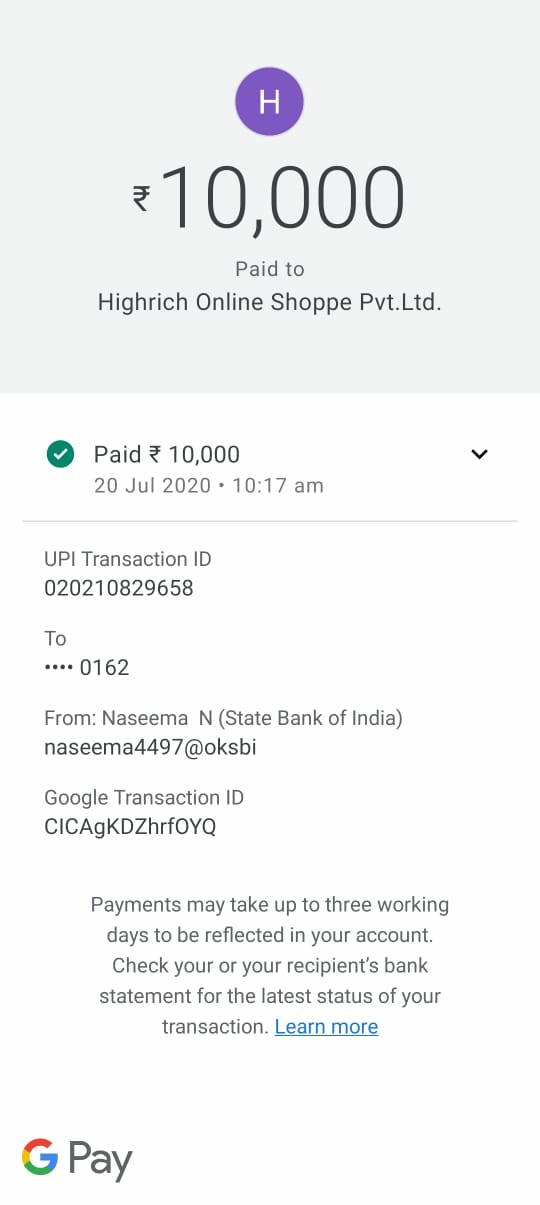 H
₹10,000
Paid to
Highrich Online Shoppe Pvt.Ltd.
Paid ₹ 10,000
20 Jul 2020 • 10:17 am
UPI Transaction ID
020210829658
To
•••• 0162
From: Naseema  N (State Bank of India)
naseema4497@oksbi
Google Transaction ID
CICAgKDZhrfOYQ
Payments may take up to three working
days to be reflected in your account.
Check your or your recipient’s bank
statement for the latest status of your
transaction. Learn more
G Pay